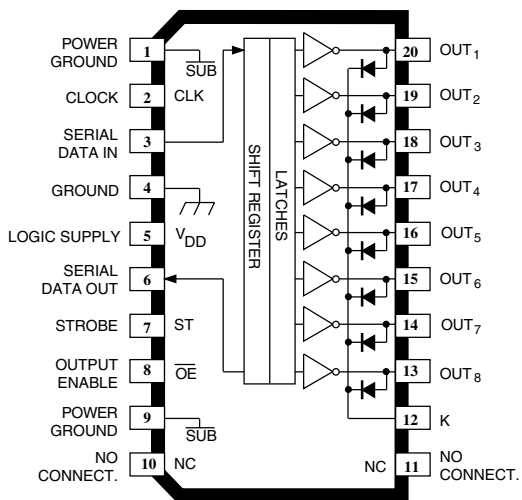 POWER
GROUND
1
SUB
20
OUT1
CLOCK
2
CLK
19
OUT2
SERIAL
DATA IN
3
18
OUT3
GROUND
4
17
OUT4
LOGIC SUPPLY
5
VDD
16
OUT5
SERIAL
DATA OUT
6
15
OUT6
STROBE
7
ST
14
OUT7
OUTPUT
ENABLE
8
OE
13
OUT8
POWER
GROUND
9
SUB
12
K
NO
CONNECT.
10
NC
NC
11
NO
CONNECT.
SHIFT REGISTER
LATCHES